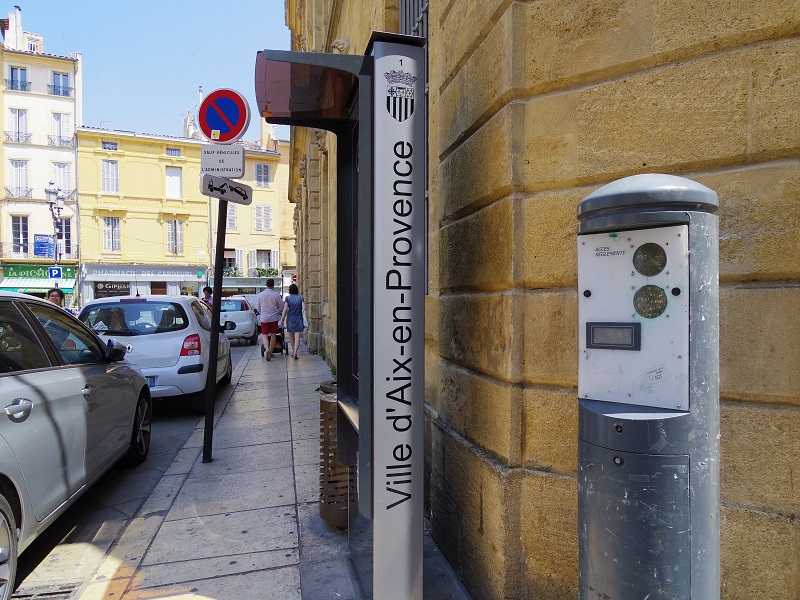 SAUF VÉHICULES
DE
L'ADMINISTRATION
PHARMACIE DES CARDEURS
GIPHAR
P
1
Ville d'Aix-en-Provence
ACCES
REGLEMENTE